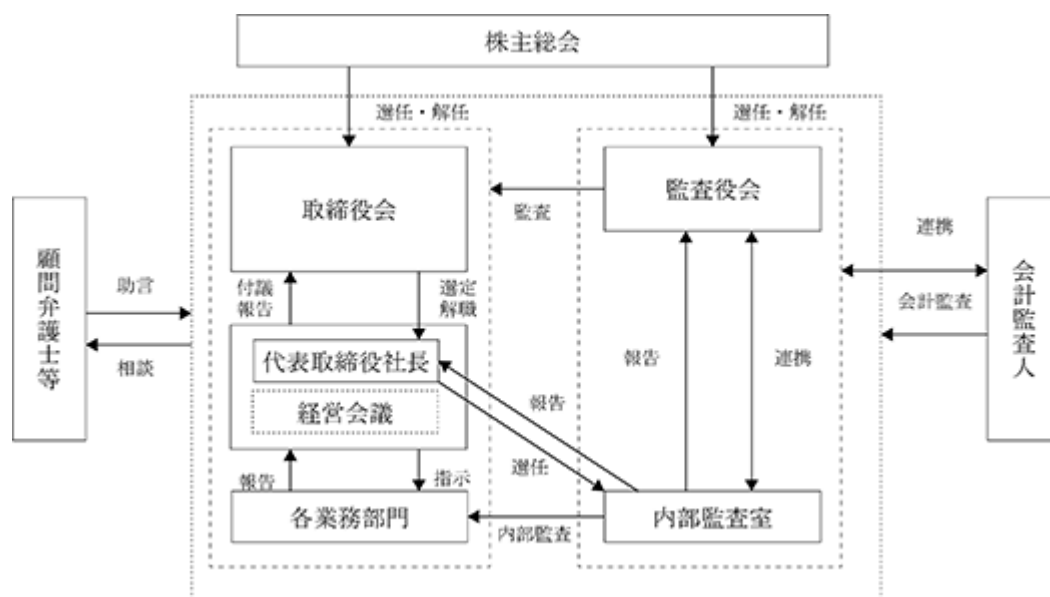 株主総会
選任・解任
選任・解任
取締役会
監査役会
監査
顧問弁護士等
助言
相談
連携
会計監査
会計監査人
付議
報告
選定
解職
代表取締役社長
経営会議
報告
連携
報告
選任
報告
指示
各業務部門
内部監査
内部監査室